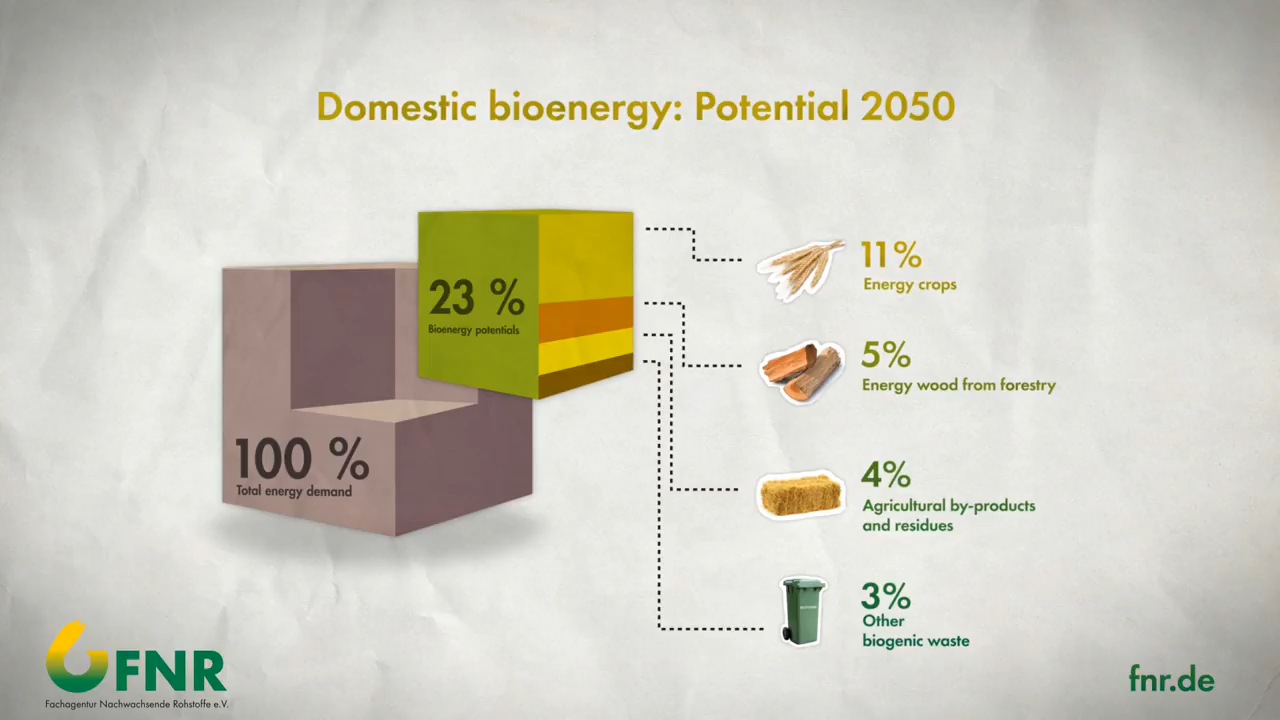 Domestic bioenergy: Potential 2050
23 %
Bioenergy potentials
100 %
Total energy demand
11%
Energy crops
5%
Energy wood from forestry
4%
Agricultural by-products
and residues
3%
Other
biogenic waste
FNR
Fachagentur Nachwachsende Rohstoffe e.V.
fnr.de